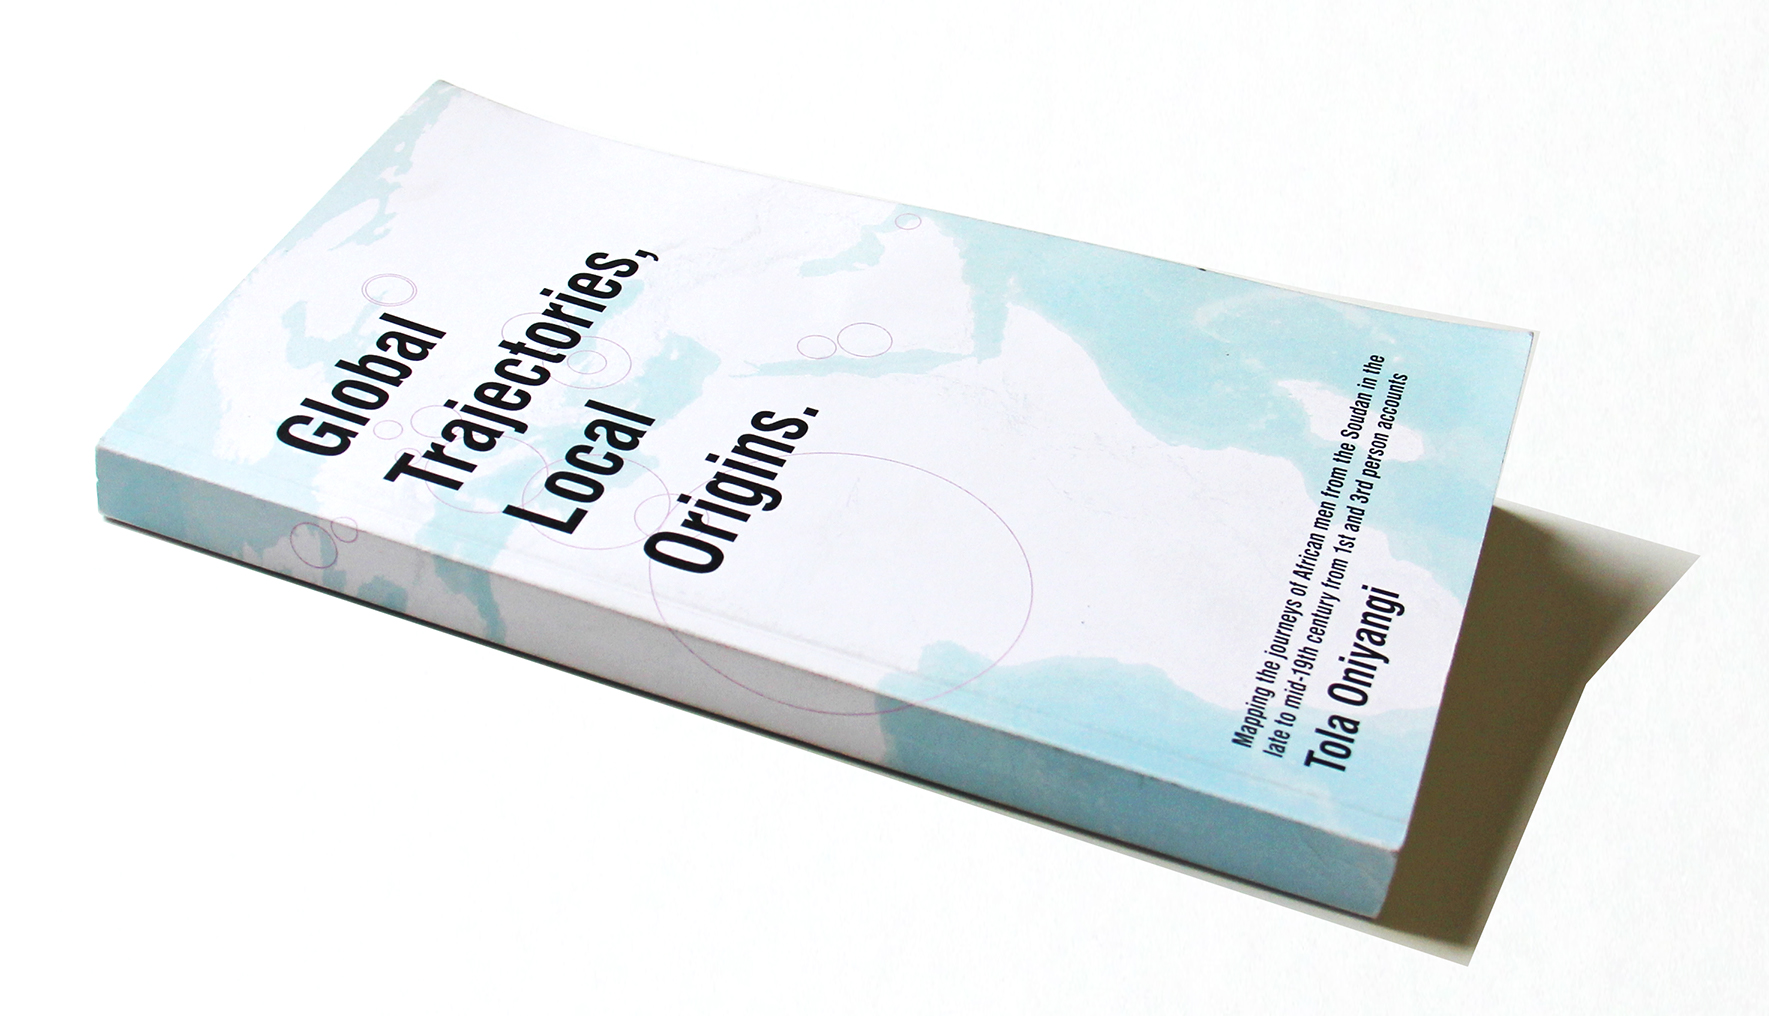 Global
Trajectories,
Local
Origins.
Mapping the journeys of African men from the Soudan in the
late to mid-19th century from 1st and 3rd person accounts
Tola Oniyangi